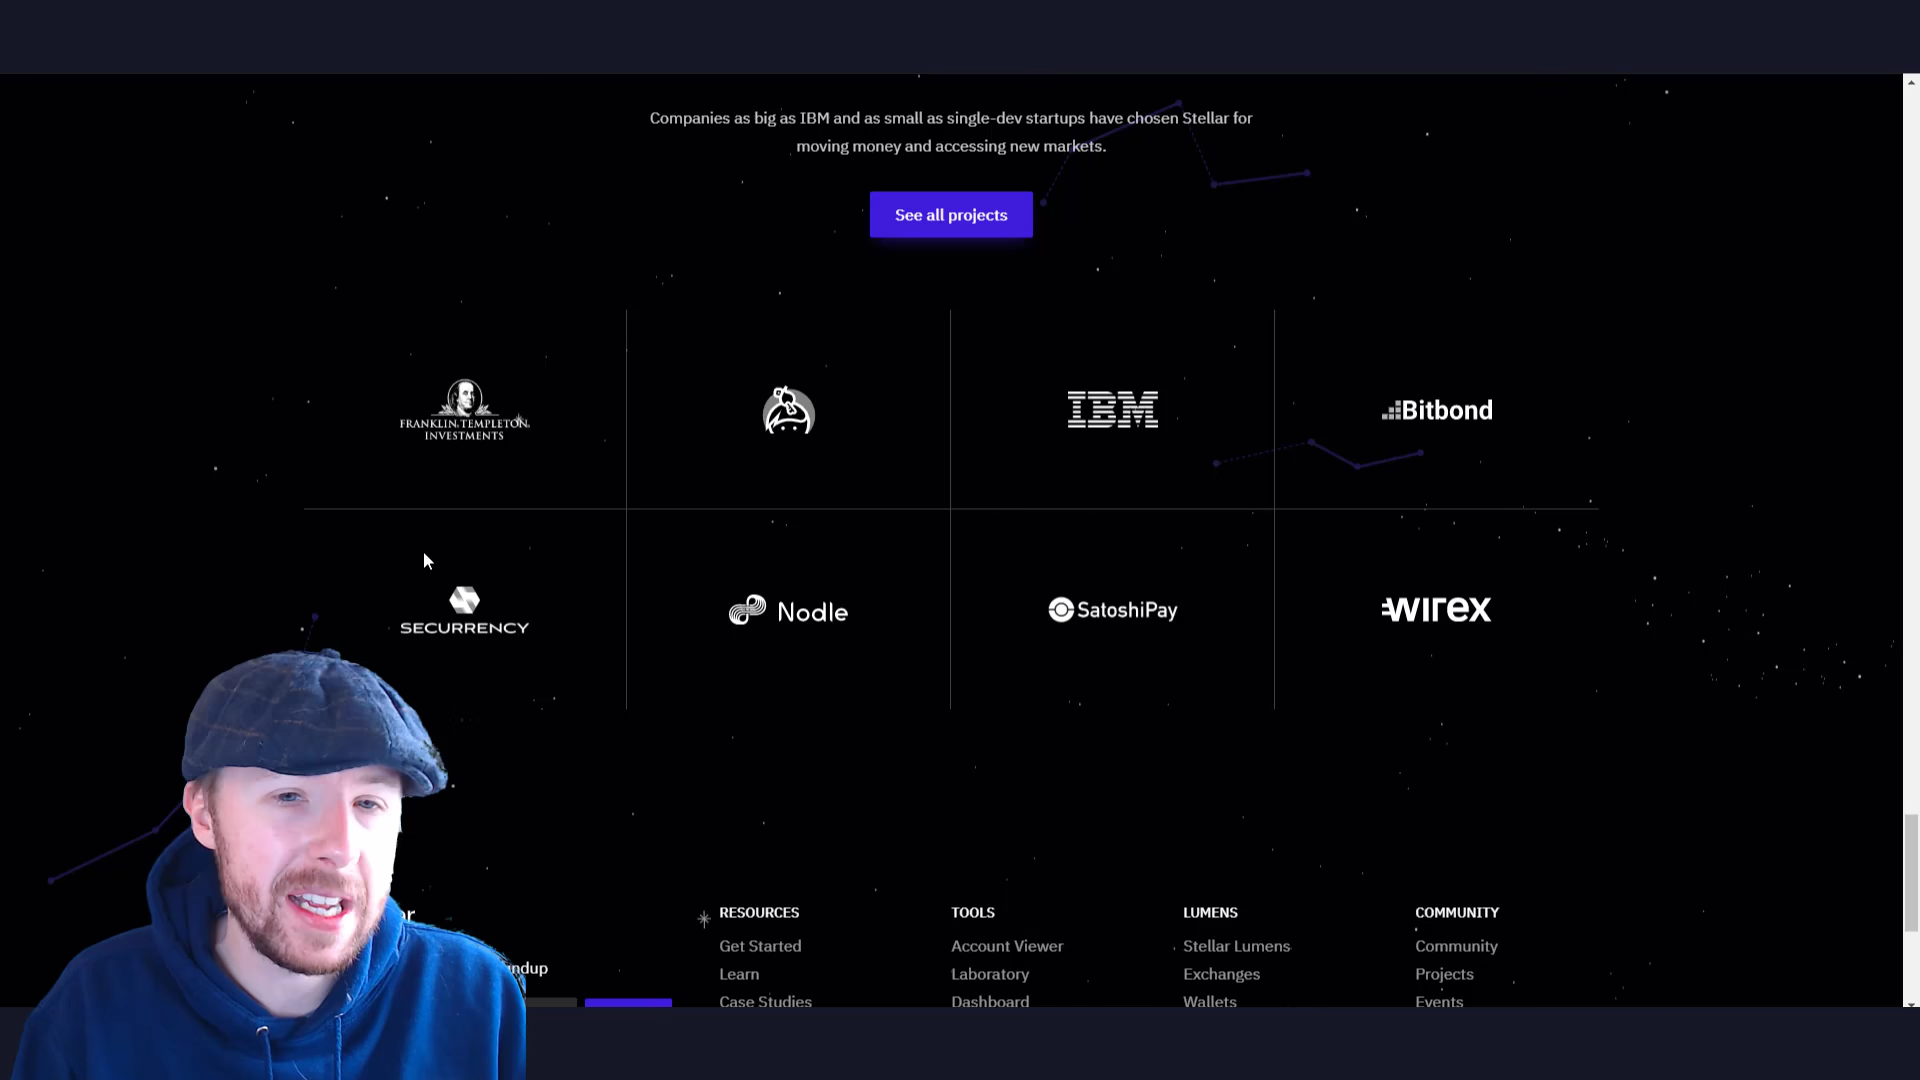 Companies as big as IBM and as small as single-dev startups have chosen Stellar for
moving money and accessing new markets.
See all projects
FRANKLIN TEMPLETON
INVESTMENTS
IBM
Bitbond
SECURRENCY
Nodle
SatoshiPay
wirex
RESOURCES
Get Started
Learn
Case Studies
TOOLS
Account Viewer
Laboratory
Dashboard
LUMENS
Stellar Lumens
Exchanges
Wallets
COMMUNITY
Community
Projects
Events